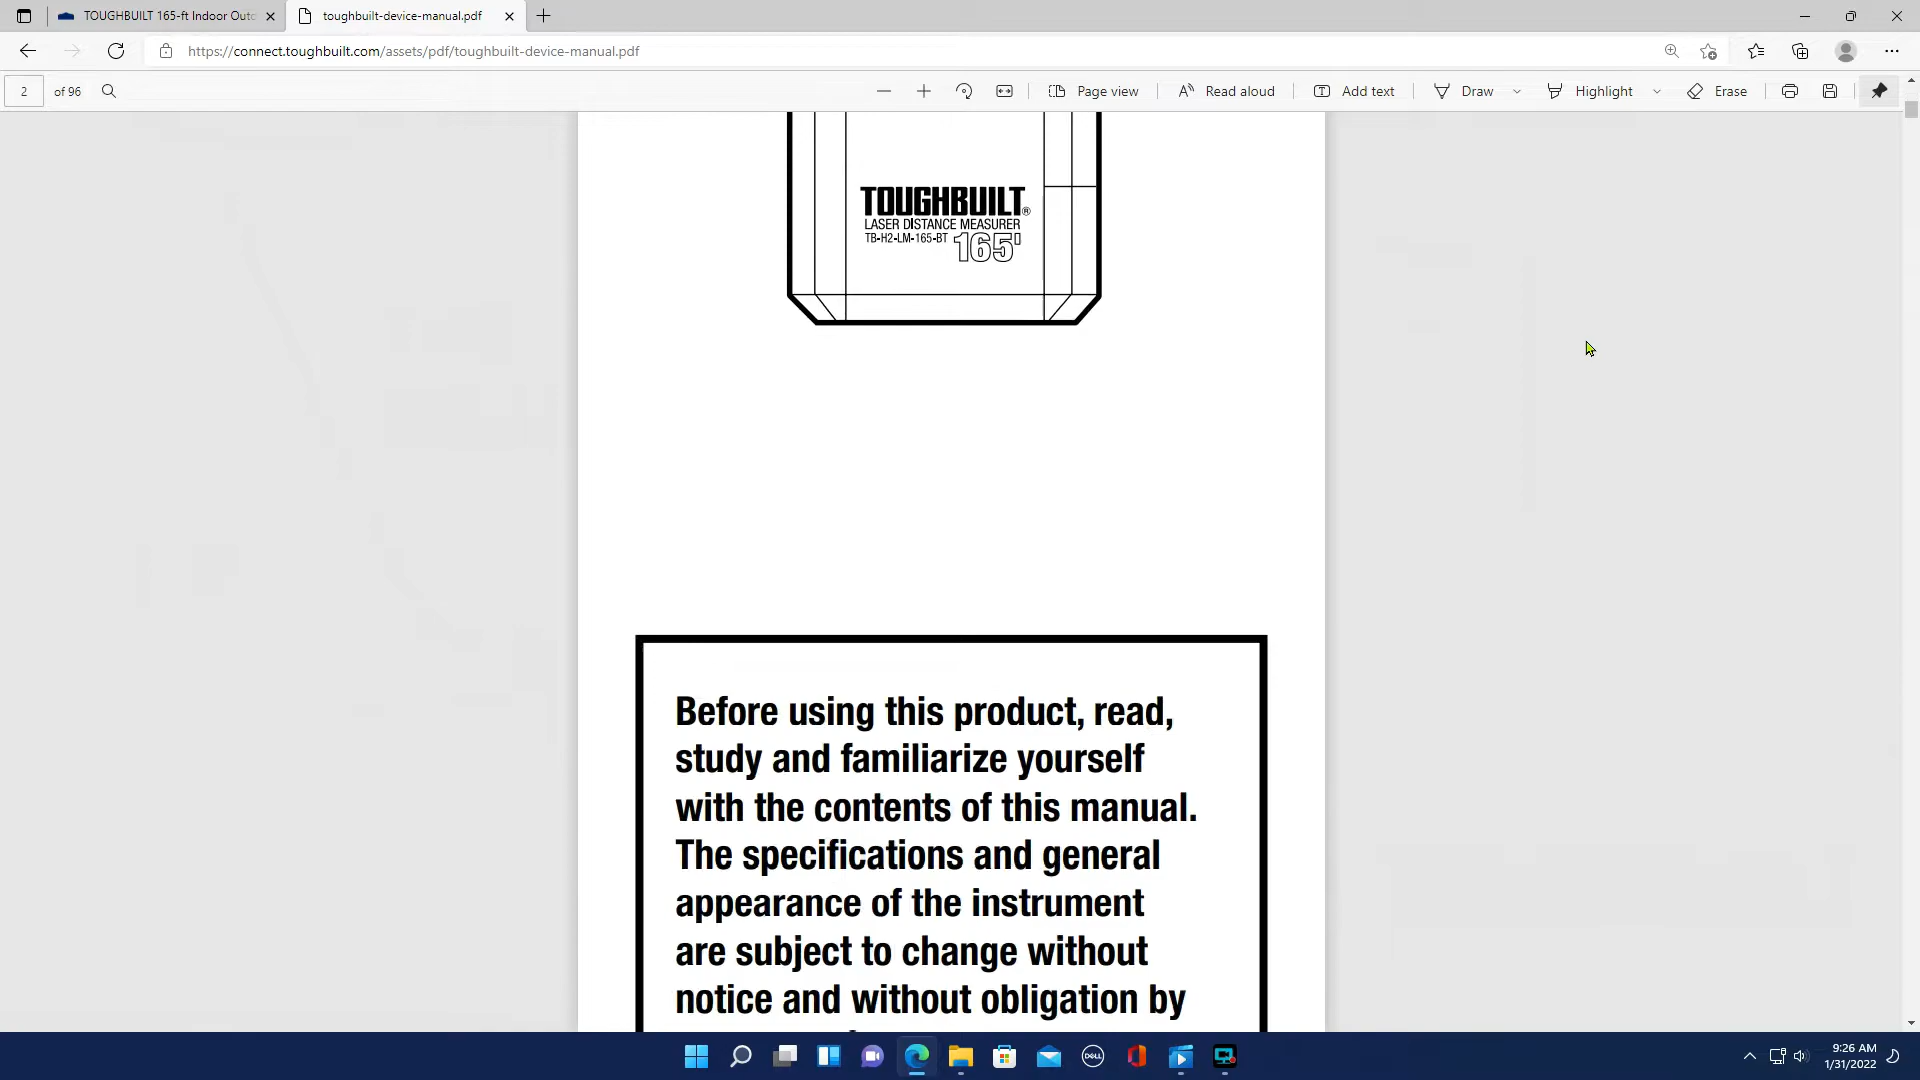 TOUGHBUILT 165-ft Indoor Outd
toughbuilt-device-manual.pdf
https://connect.toughbuilt.com/assets/pdf/toughbuilt-device-manual.pdf
2 of 96
Page view
Read aloud
Add text
Draw
Highlight
Erase
TOUGHBUILT®
LASER DISTANCE MEASURER
TB-H2-LM-165-BT 165'
Before using this product, read,
study and familiarize yourself
with the contents of this manual.
The specifications and general
appearance of the instrument
are subject to change without
notice and without obligation by
DELL
9:26 AM
1/31/2022